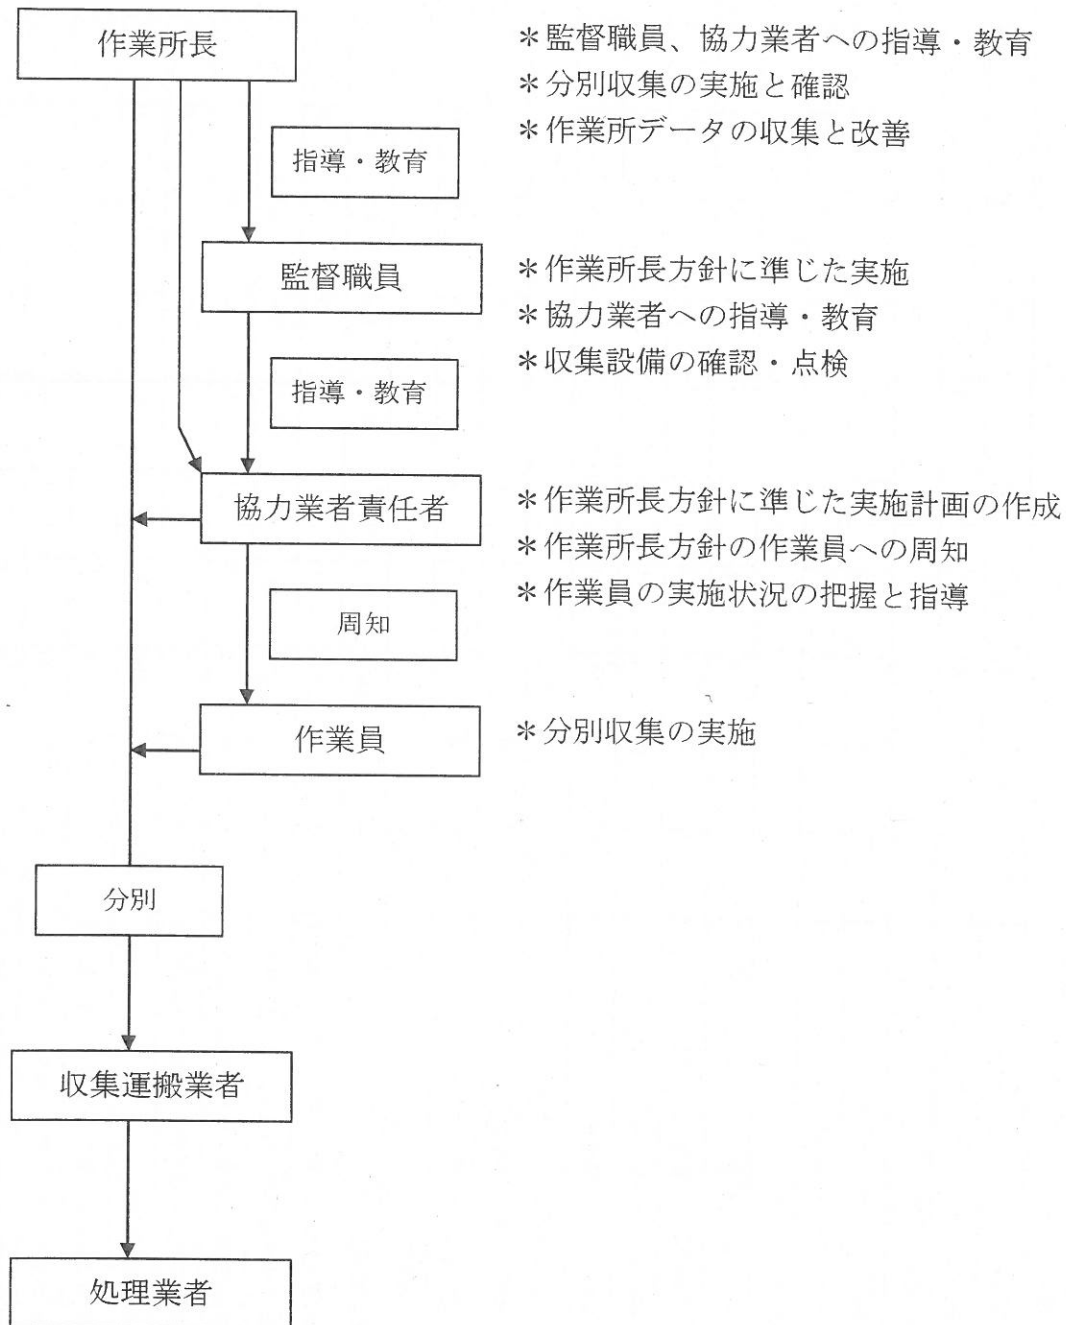 作業所長
＊監督職員、協力業者への指導・教育
＊分別収集の実施と確認
＊作業所データの収集と改善
指導・教育
監督職員
＊作業所長方針に準じた実施
＊協力業者への指導・教育
＊収集設備の確認・点検
指導・教育
協力業者責任者
＊作業所長方針に準じた実施計画の作成
＊作業所長方針の作業員への周知
＊作業員の実施状況の把握と指導
周知
作業員
＊分別収集の実施
分別
収集運搬業者
処理業者